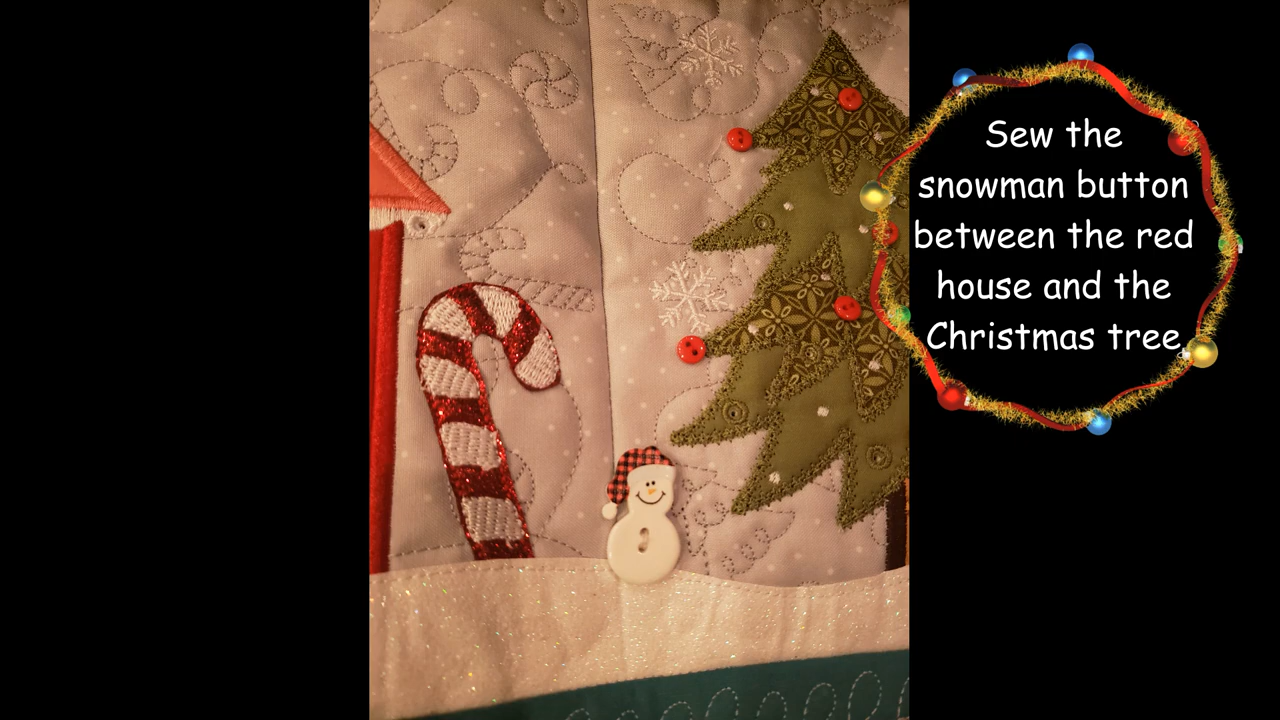 Sew the
snowman button
between the red
house and the
Christmas tree